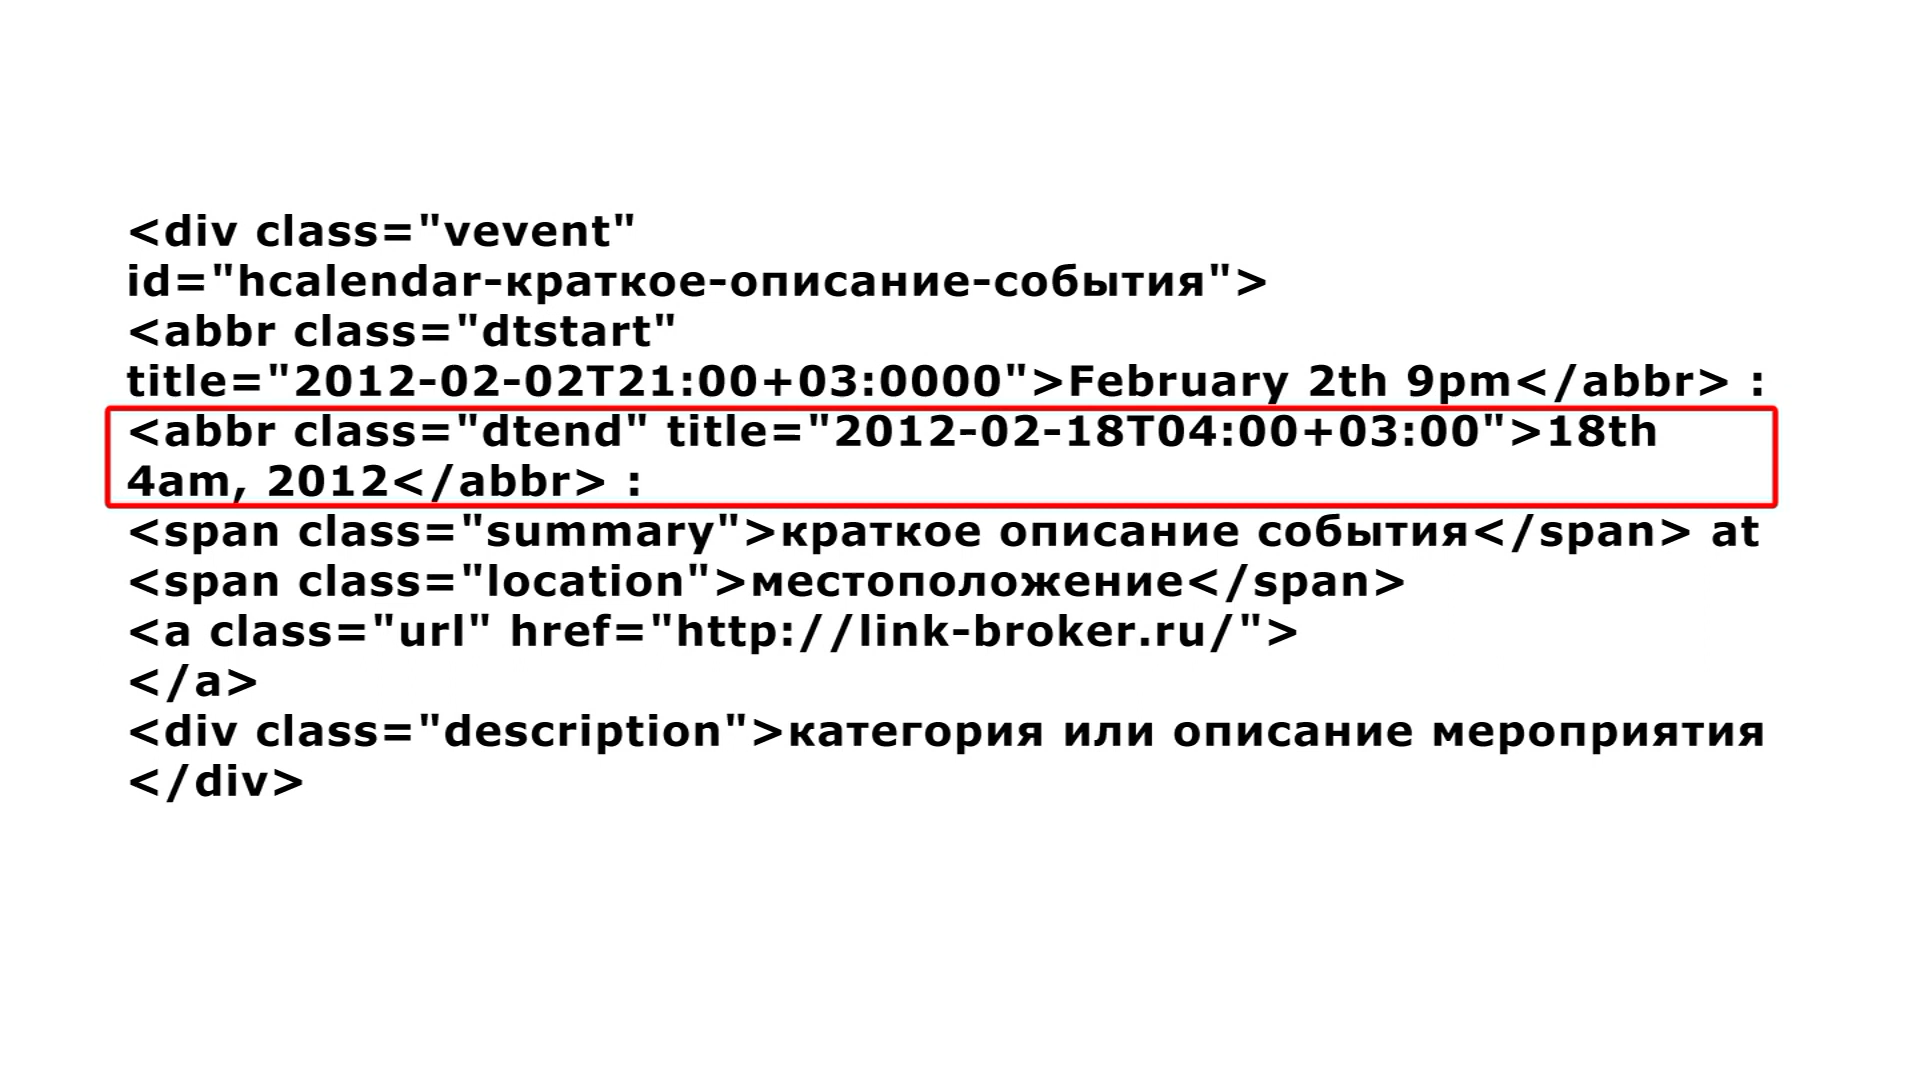 <div class="vevent"
id="hcalendar-краткое-описание-события">
<abbr class="dtstart"
title="2012-02-02T21:00+03:0000">February 2th 9pm</abbr> :
<abbr class="dtend" title="2012-02-18T04:00+03:00">18th
4am, 2012</abbr> :
<span class="summary">краткое описание события</span> at
<span class="location">местоположение</span>
<a class="url" href="http://link-broker.ru/">
</a>
<div class="description">категория или описание мероприятия
</div>